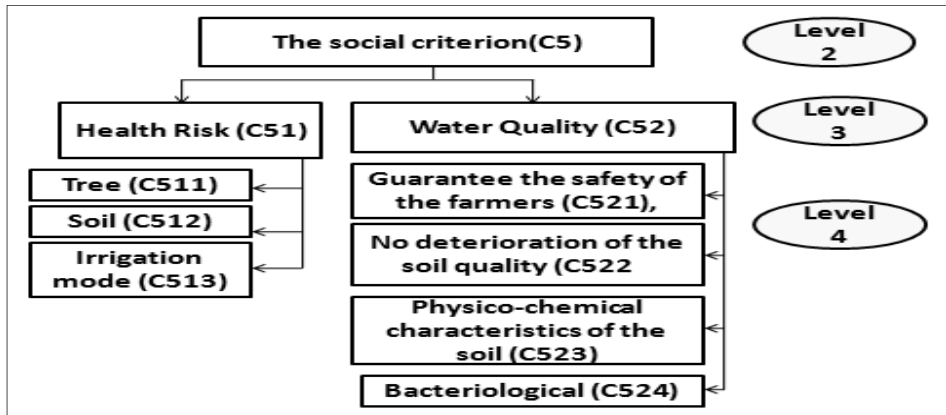 The social criterion(C5)
Level
2
Health Risk (C51)
Water Quality (C52)
Level
3
Tree (C511)
Soil (C512)
Irrigation
mode (C513)
Guarantee the safety of
the farmers (C521),
No deterioration of the
soil quality (C522
Physico-chemical
characteristics of the
soil (C523)
Bacteriological (C524)
Level
4